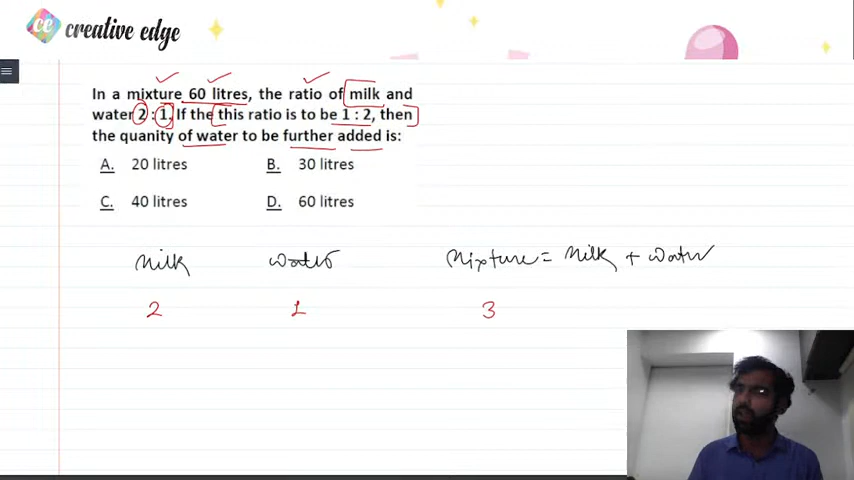 creative edge
In a mixture 60 litres, the ratio of milk and
water 2 : 1. If the this ratio is to be 1 : 2, then
the quanity of water to be further added is:
A. 20 litres B. 30 litres
C. 40 litres D. 60 litres
Milk water Mixture = Milk + water
2 1 3